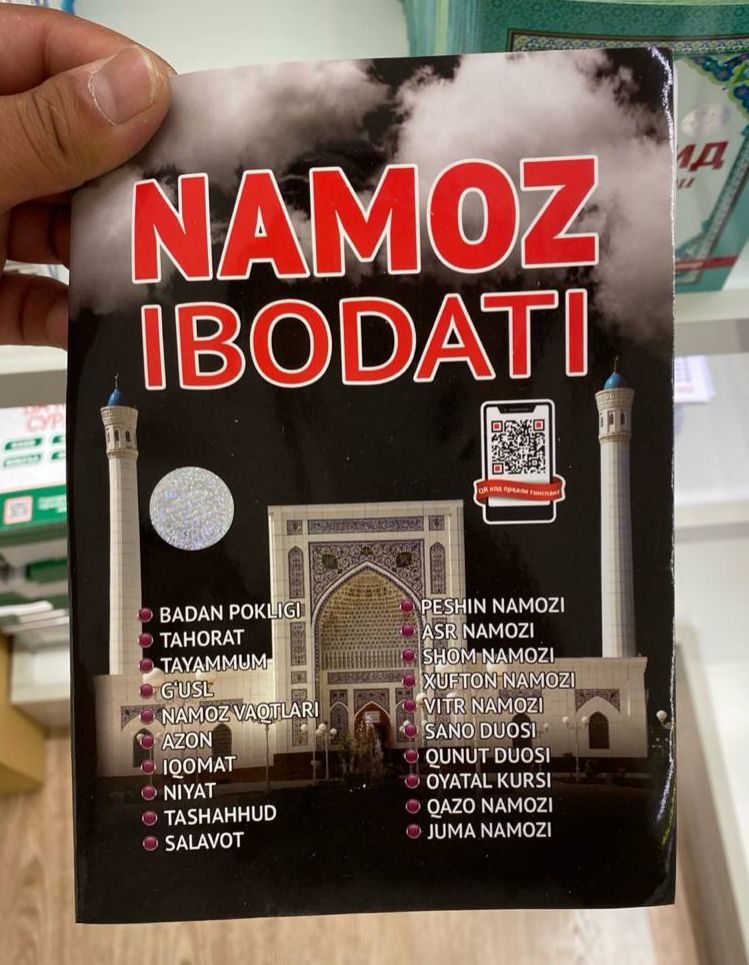 NAMOZ
IBODATI
QR код орқали тингланг
BADAN POKLIGI
TAHORAT
TAYAMMUM
G'USL
NAMOZ VAQTLARI
AZON
IQOMAT
NIYAT
TASHAHHUD
SALAVOT
PESHIN NAMOZI
ASR NAMOZI
SHOM NAMOZI
XUFTON NAMOZI
VITR NAMOZI
SANO DUOSI
QUNUT DUOSI
OYATAL KURSI
QAZO NAMOZI
JUMA NAMOZI